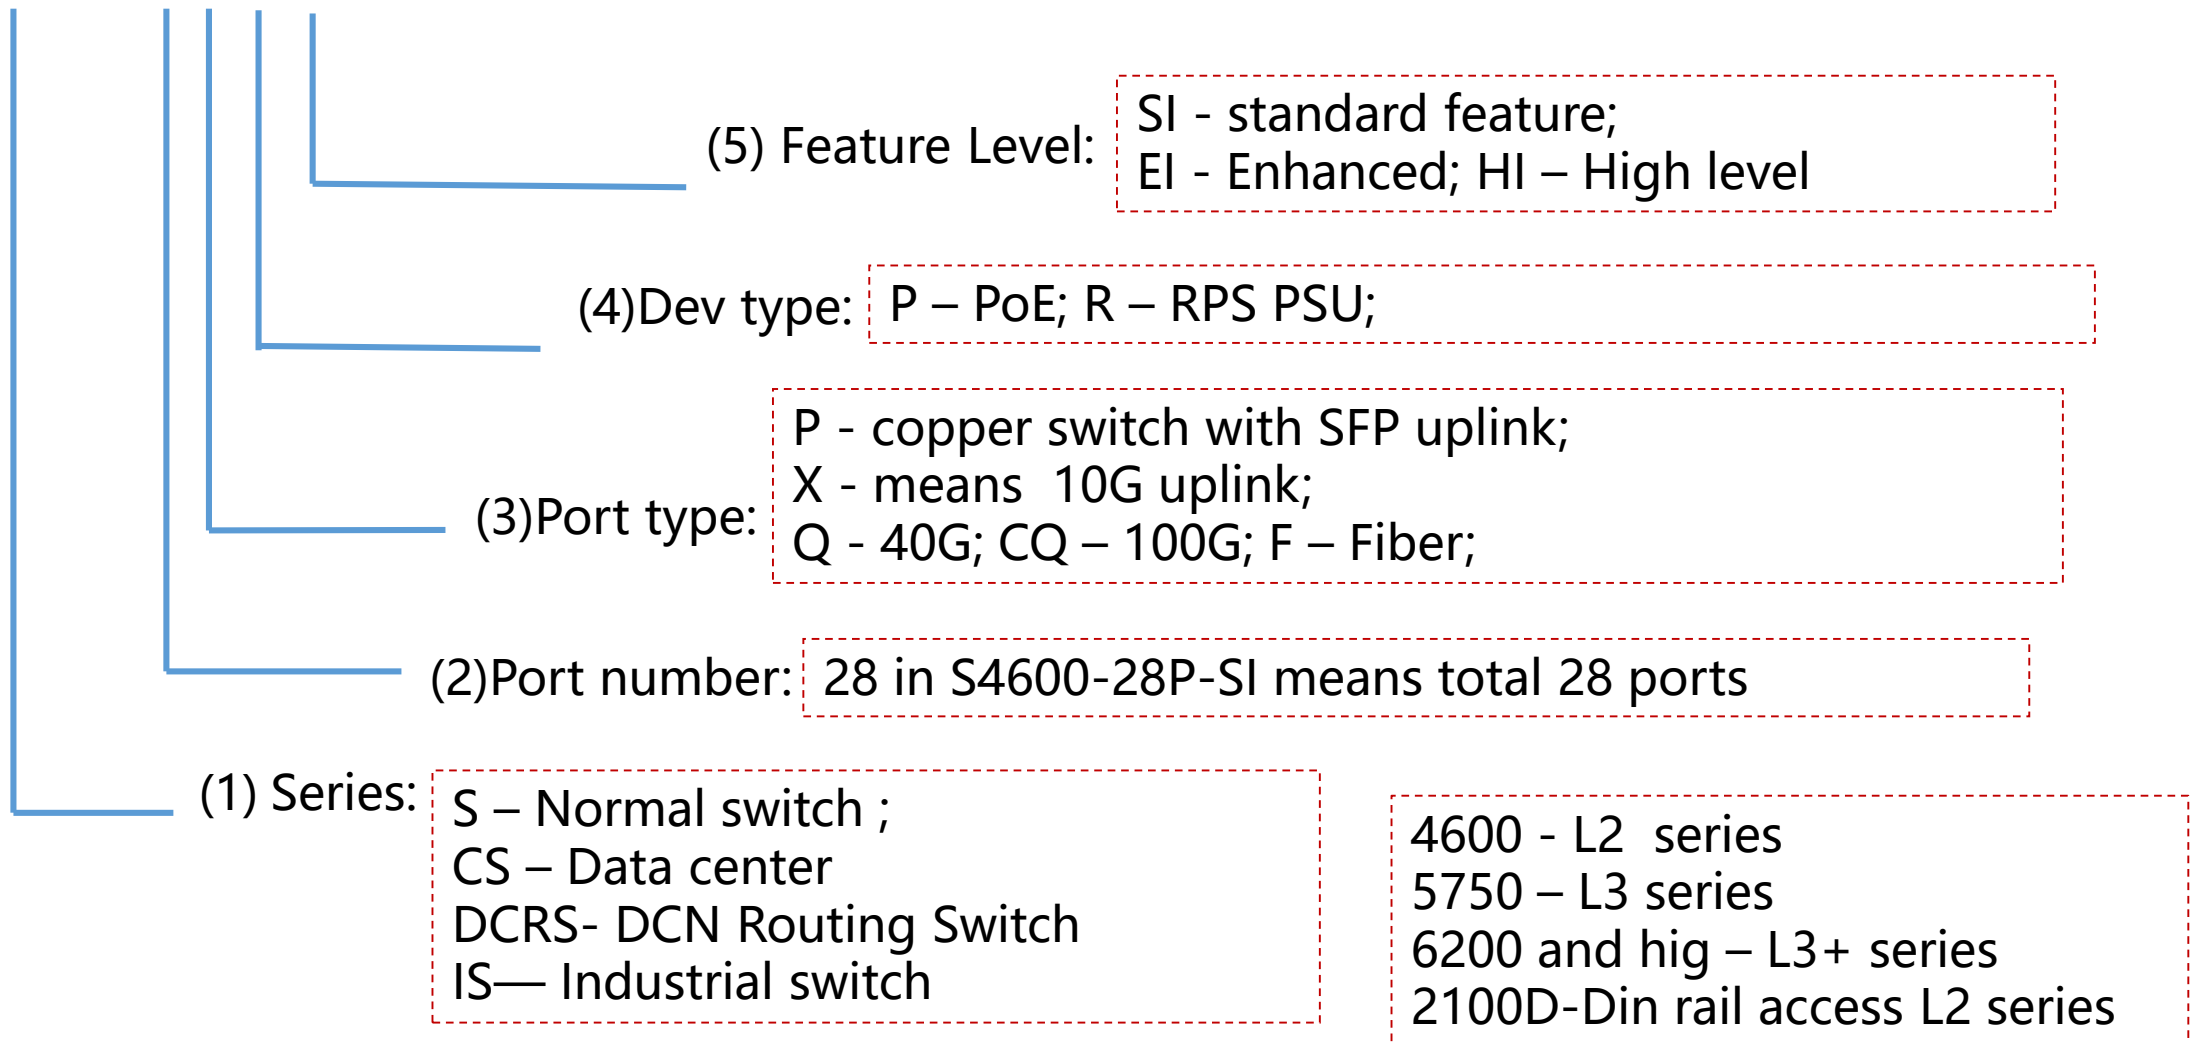 (5) Feature Level:
SI - standard feature;
EI - Enhanced; HI – High level
(4)Dev type:
P – PoE; R – RPS PSU;
(3)Port type:
P - copper switch with SFP uplink;
X - means  10G uplink;
Q - 40G; CQ – 100G; F – Fiber;
(2)Port number:
28 in S4600-28P-SI means total 28 ports
(1) Series:
S – Normal switch ;
CS – Data center
DCRS- DCN Routing Switch
IS— Industrial switch
4600 - L2  series
5750 – L3 series
6200 and hig – L3+ series
2100D-Din rail access L2 series